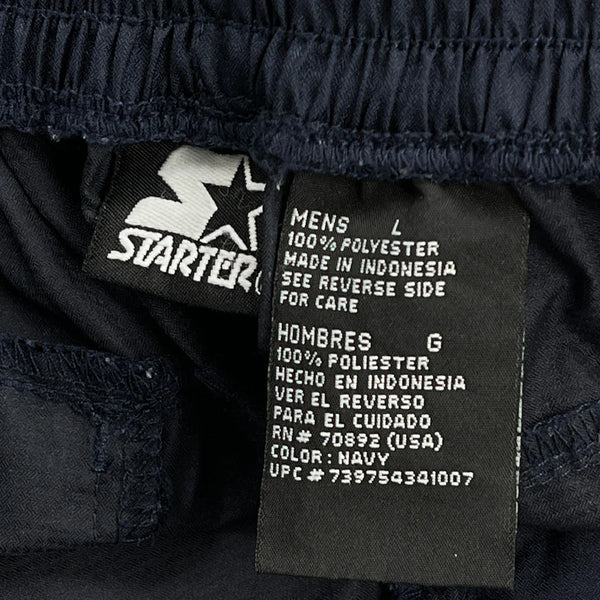 STARTER
MENS L
100% POLYESTER
MADE IN INDONESIA
SEE REVERSE SIDE
FOR CARE
HOMBRES G
100% POLIESTER
HECHO EN INDONESIA
VER EL REVERSO
PARA EL CUIDADO
RN# 70892 (USA)
COLOR: NAVY
UPC# 739754341007